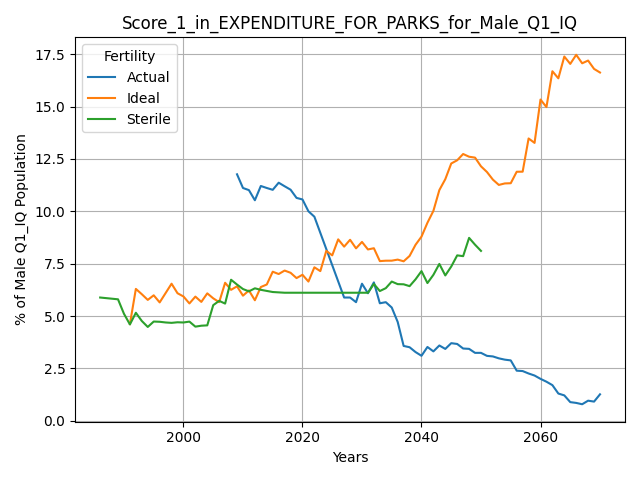 Score_1_in_EXPENDITURE_FOR_PARKS_for_Male_Q1_IQ
Fertility
Actual
Ideal
Sterile
% of Male Q1_IQ Population
17.5
15.0
12.5
10.0
7.5
5.0
2.5
0.0
2000 2020 2040 2060
Years